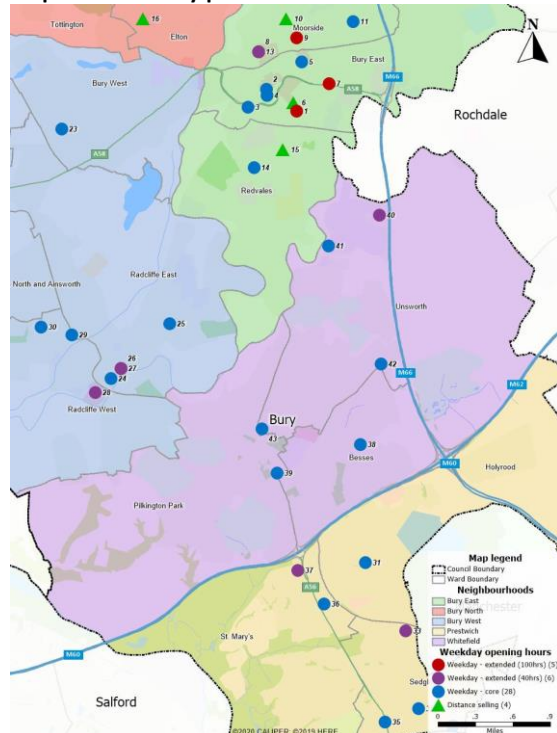 Tottington
16
Elton
10
Moorside
9
11
8
13
5
Bury East
N
Bury West
2
4
7
M66
A58
3
6
1
Rochdale
23
A58
15
14
Redvales
40
41
North and Ainsworth
Radcliffe East
Unsworth
30
29
25
26
27
24
42
28
M66
M62
Radcliffe West
Bury
43
38
Besses
M60
39
Holyrood
Pilkington Park
31
37
A56
36
St. Mary's
33
M60
Sedg
Salford
35
Map legend
Council Boundary
Ward Boundary
Neighbourhoods
Bury East
Bury North
Bury West
Prestwich
Whitefield
Weekday opening hours
Weekday - extended (100hrs) (5)
Weekday - extended (40hrs) (6)
Weekday - core (28)
Distance selling (4)
0 .3 .6 .9
Miles
©2020 CALIPER; ©2019 HERE